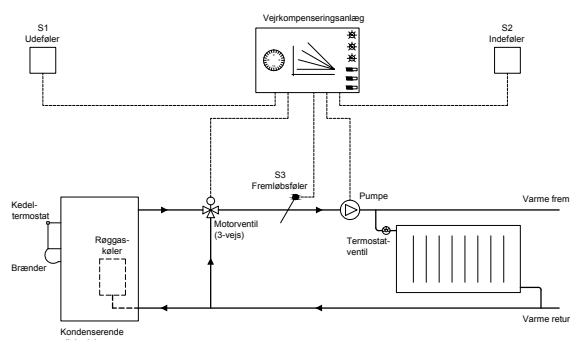 Vejrkompenseringsanlæg
S1
Udeføler
S2
Indeføler
S3
Fremløbsføler
Pumpe
Kedel-
termostat
Varme frem
Motorventil
(3-vejs)
Røggas-
køler
Termostat-
ventil
Brænder
Varme retur
Kondenserende